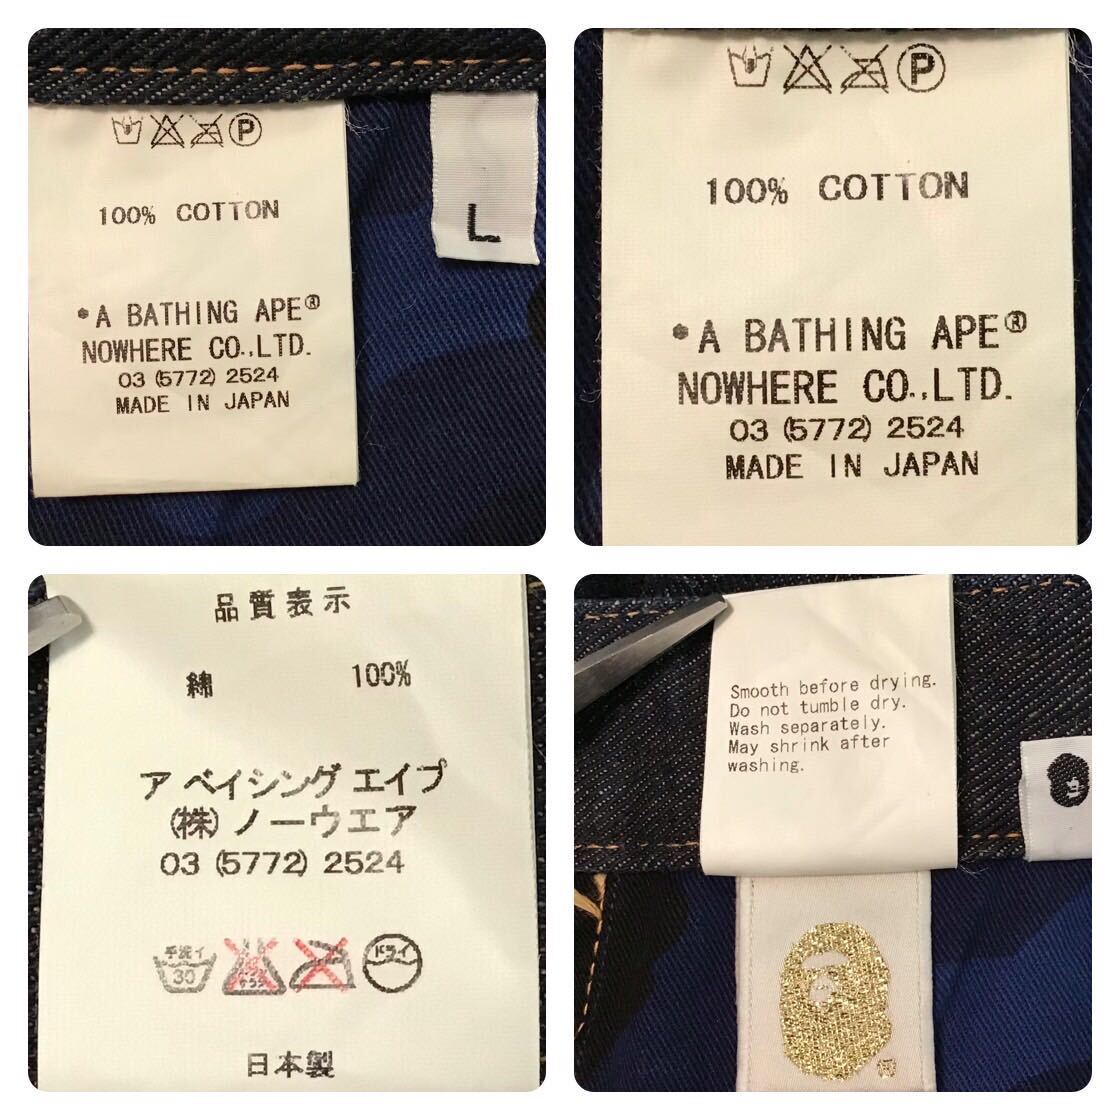 P
100% COTTON
•A BATHING APE®
NOWHERE CO.,LTD.
03 (5772) 2524
MADE IN JAPAN
L
P
100% COTTON
•A BATHING APE®
NOWHERE CO.,LTD.
03 (5772) 2524
MADE IN JAPAN
品質表示
綿 100%
ア ベイシング エイプ
(株) ノーウエア
03 (5772) 2524
手洗イ
30
ドライ
日本製
Smooth before drying.
Do not tumble dry.
Wash separately.
May shrink after
washing.